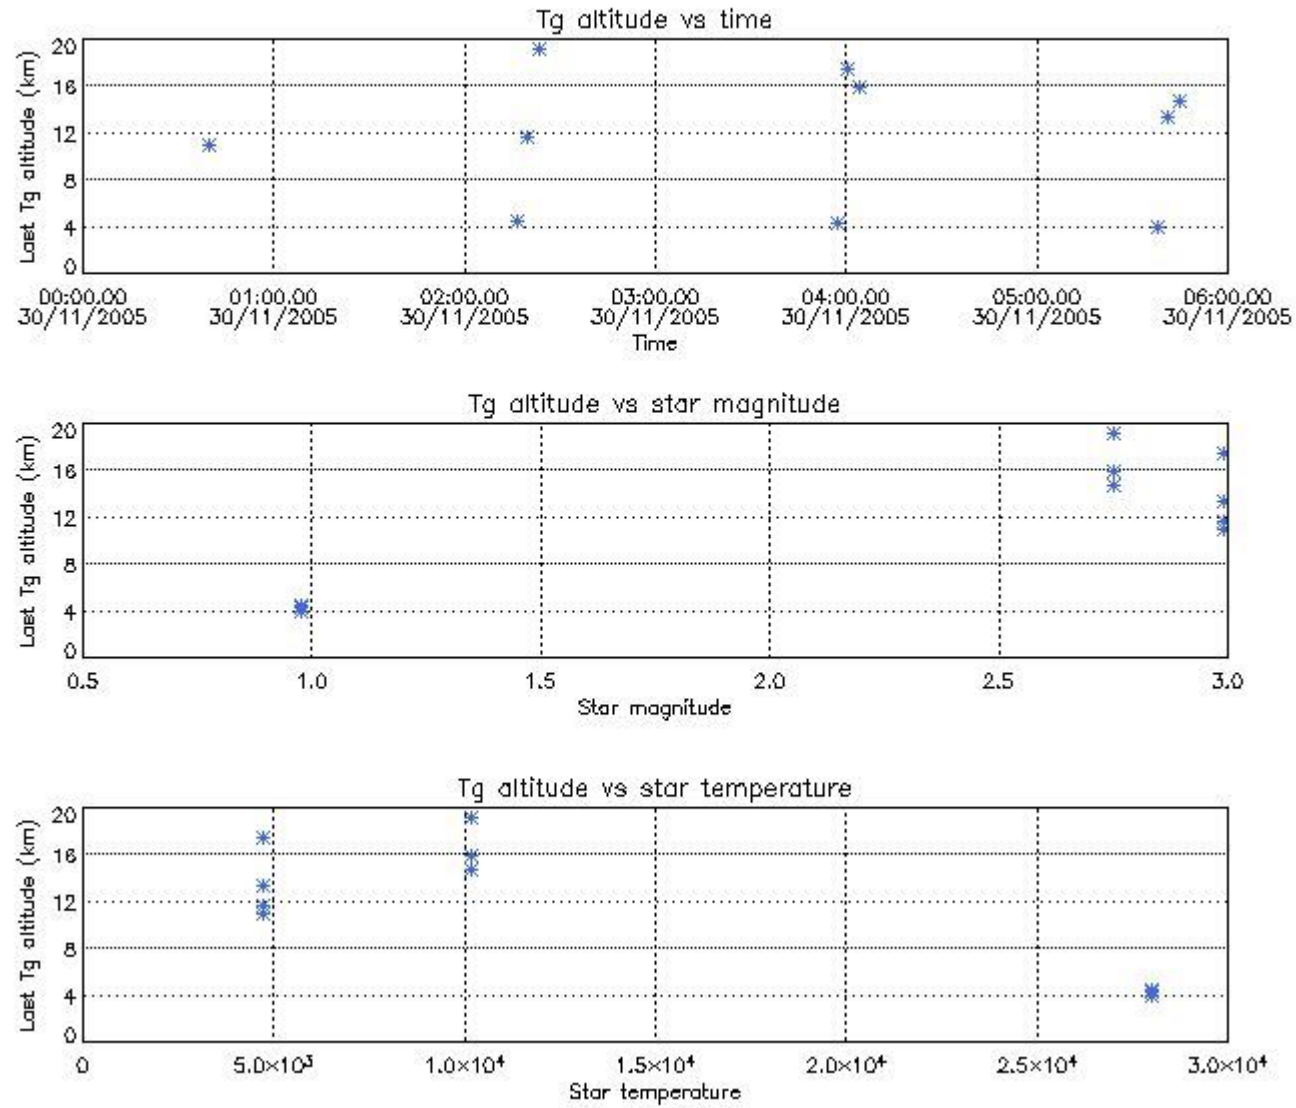 Tg altitude vs time
Last Tg altitude (km)
20
16
12
8
4
0
00:00.00 01:00.00 02:00.00 03:00.00 04:00.00 05:00.00 06:00.00
30/11/2005 30/11/2005 30/11/2005 30/11/2005 30/11/2005 30/11/2005 30/11/2005
Time
Tg altitude vs star magnitude
Last Tg altitude (km)
20
16
12
8
4
0
0.5 1.0 1.5 2.0 2.5 3.0
Star magnitude
Tg altitude vs star temperature
Last Tg altitude (km)
20
16
12
8
4
0
0 5.0×10³ 1.0×10⁴ 1.5×10⁴ 2.0×10⁴ 2.5×10⁴ 3.0×10⁴
Star temperature